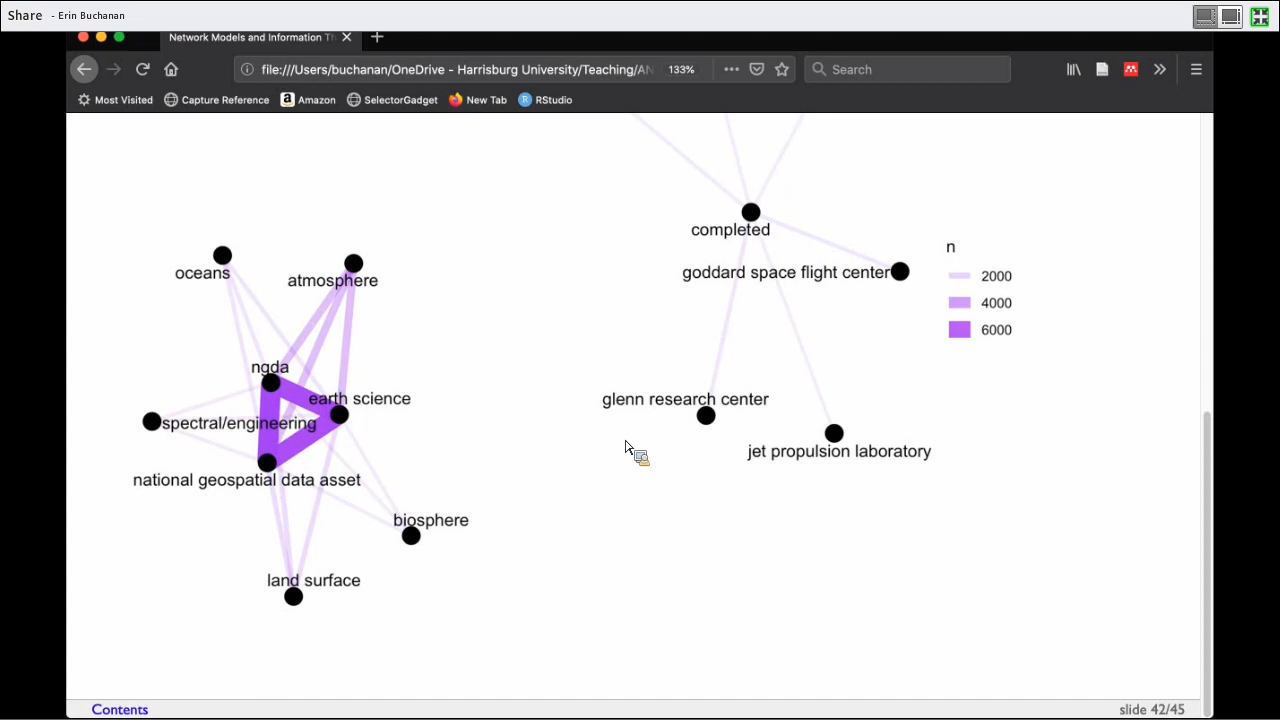 Share - Erin Buchanan
Network Models and Information Th
file:///Users/buchanan/OneDrive - Harrisburg University/Teaching/AN
133%
Search
Most Visited
Capture Reference
Amazon
SelectorGadget
New Tab
RStudio
completed
oceans
atmosphere
goddard space flight center
n
2000
4000
6000
ngda
earth science
glenn research center
spectral/engineering
national geospatial data asset
jet propulsion laboratory
biosphere
land surface
Contents
slide 42/45